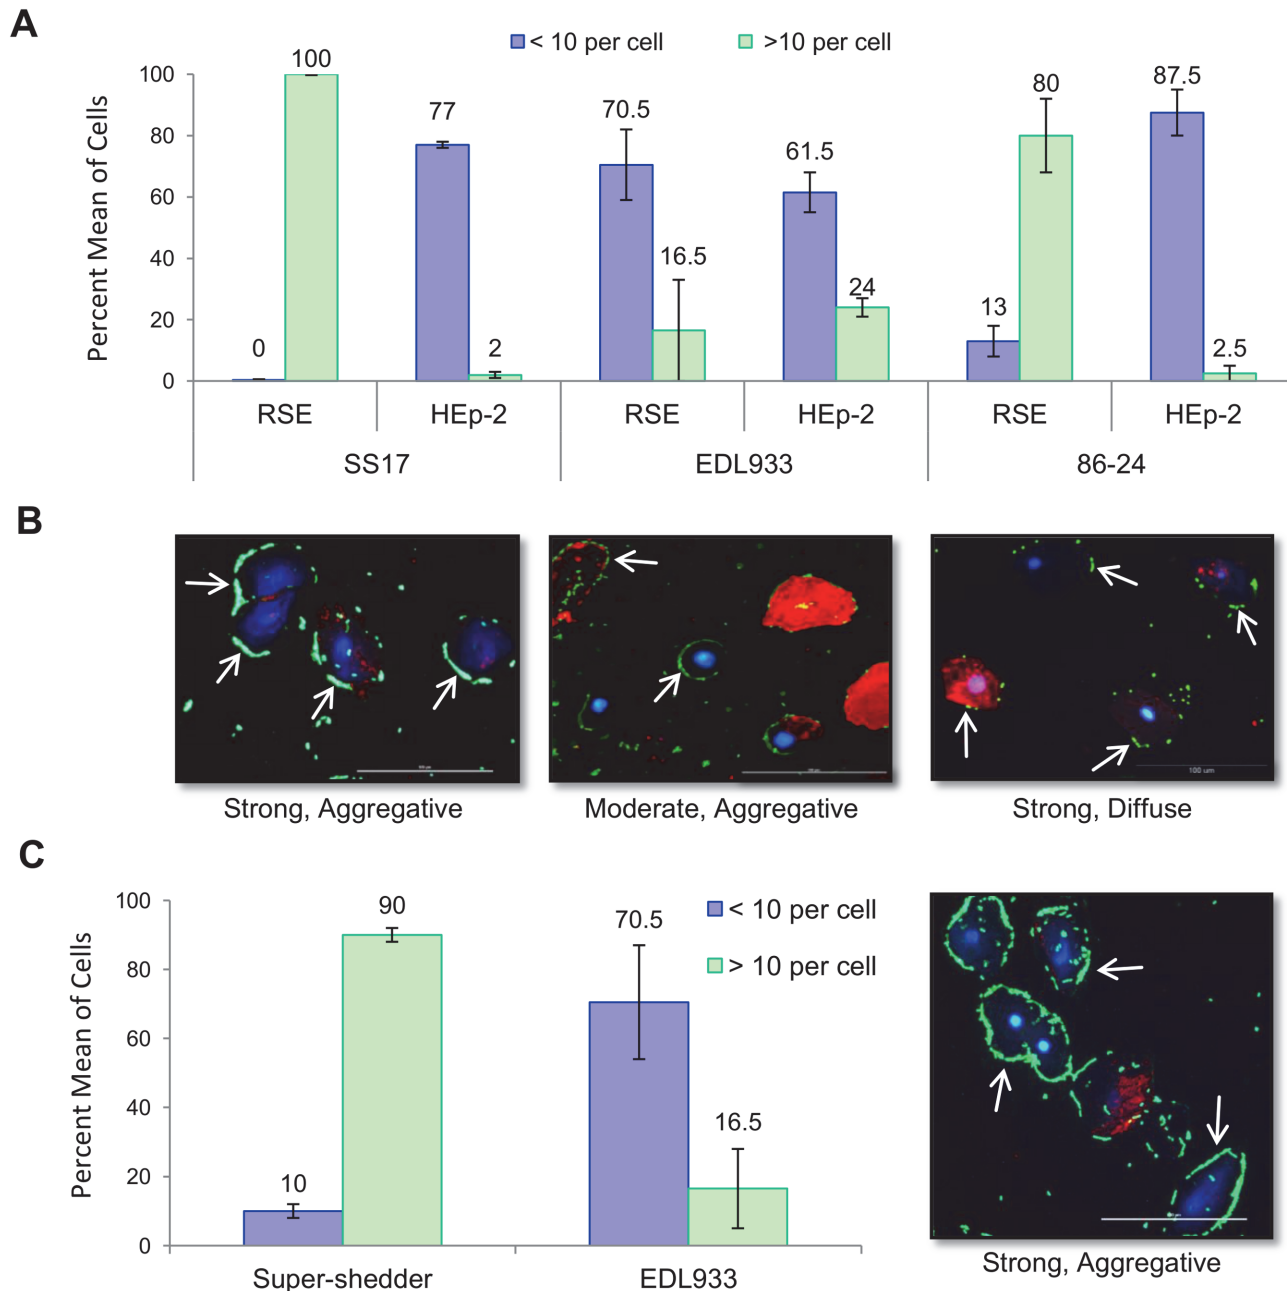 A
< 10 per cell >10 per cell
Percent Mean of Cells
100
80
60
40
20
0
0
100
77
2
70.5
16.5
61.5
24
13
80
87.5
2.5
RSE HEp-2 RSE HEp-2 RSE HEp-2
SS17 EDL933 86-24
B
100 um
Strong, Aggregative Moderate, Aggregative Strong, Diffuse
C
< 10 per cell
> 10 per cell
Percent Mean of Cells
100
80
60
40
20
0
10
90
70.5
16.5
Super-shedder EDL933
Strong, Aggregative